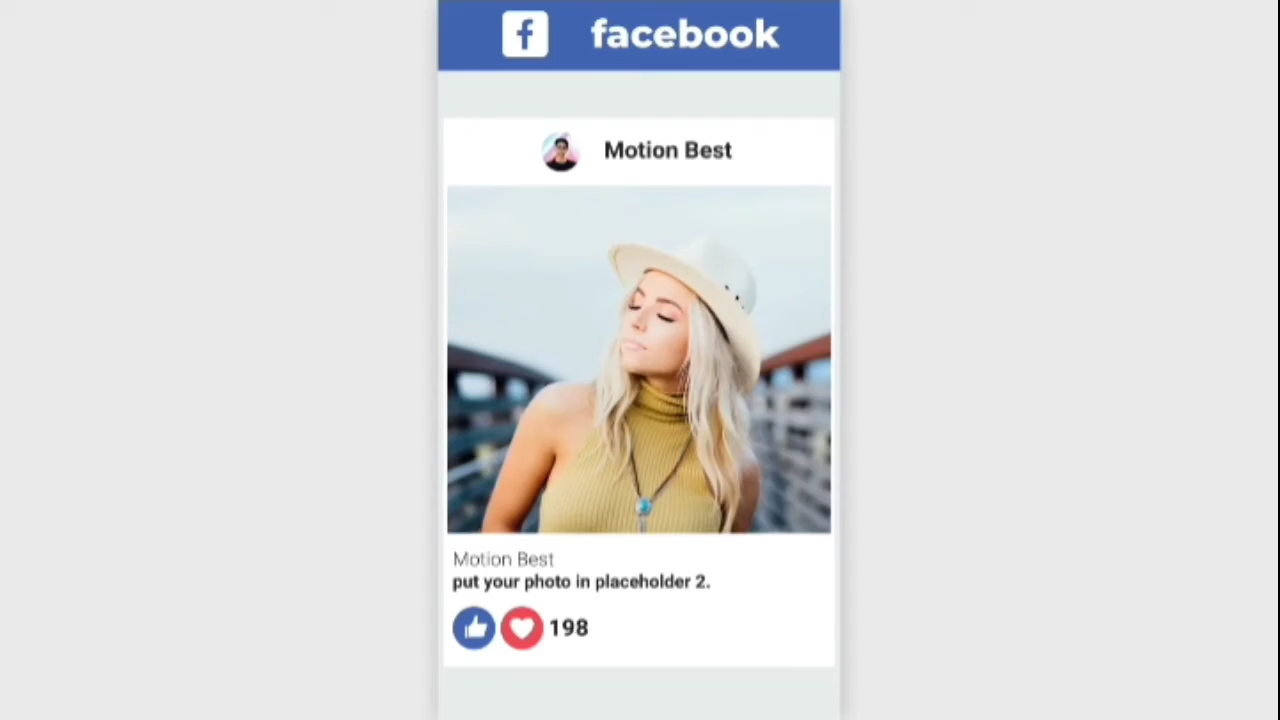 facebook
Motion Best
Motion Best
put your photo in placeholder 2.
198